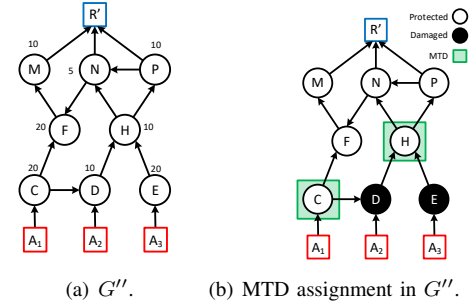 R'
10
10
M
5
N
P
20
F
H
10
20
10
20
C
D
E
A1
A2
A3
(a) G''.
Protected
Damaged
MTD
R'
M
N
P
F
H
C
D
E
A1
A2
A3
(b) MTD assignment in G''.